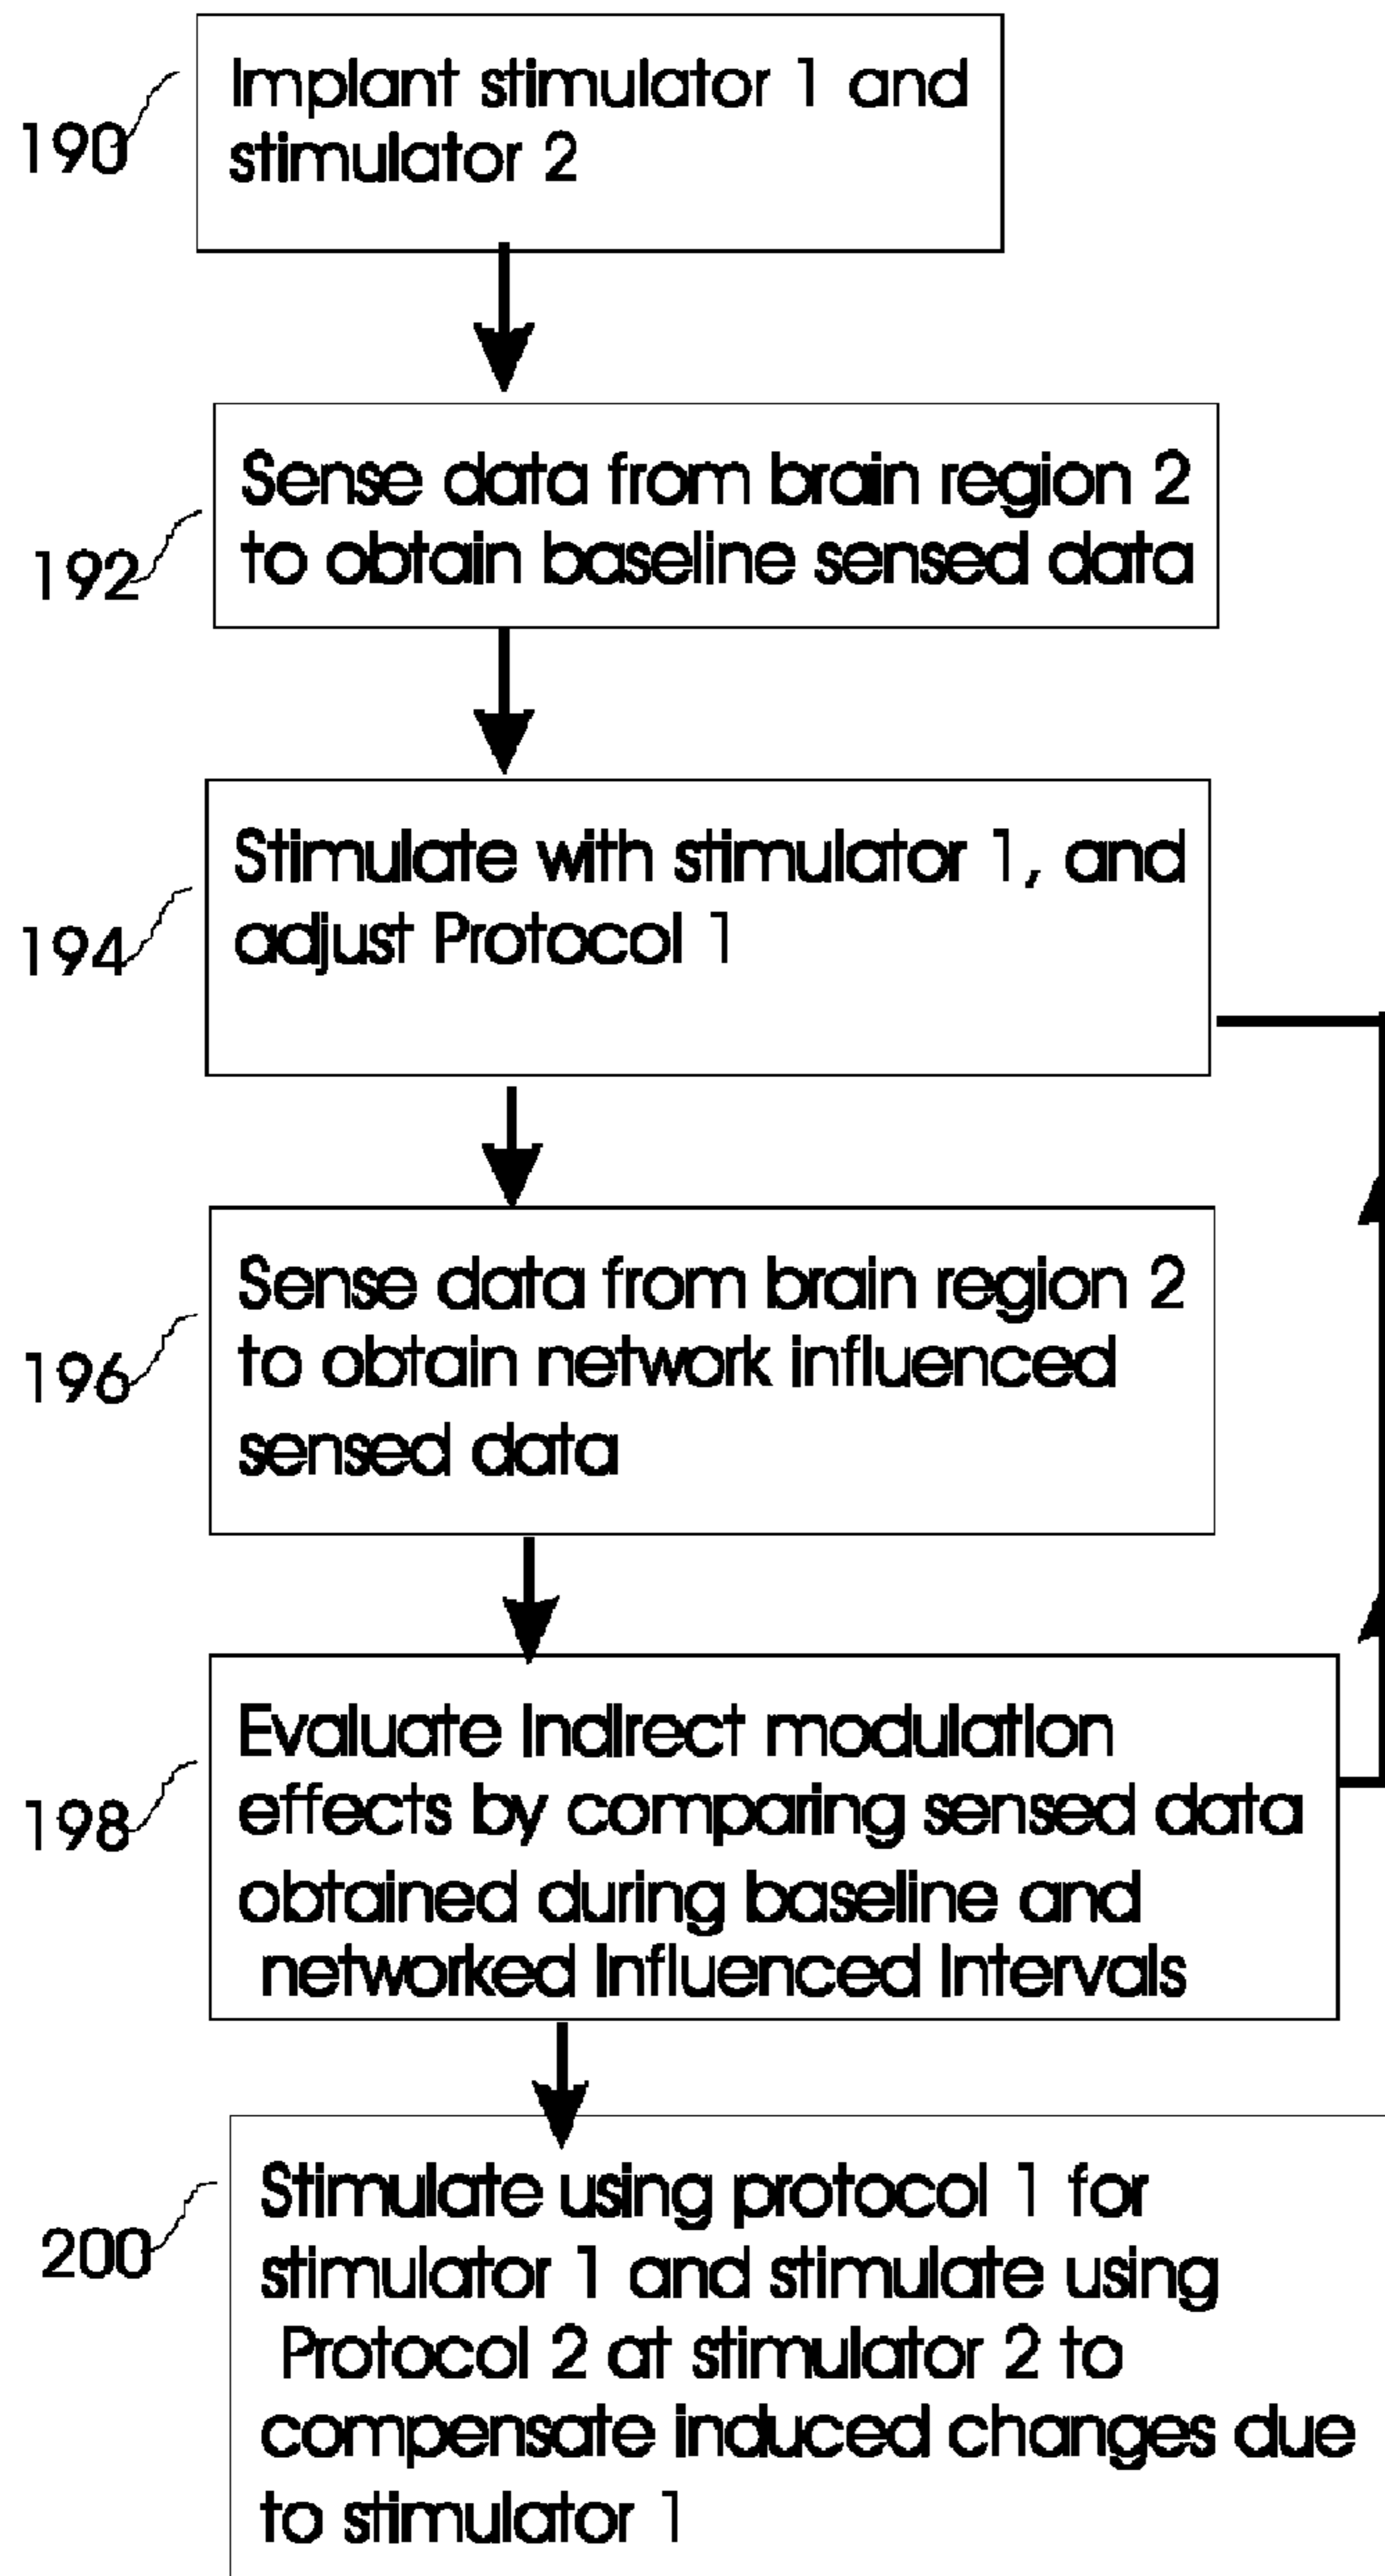 190
Implant stimulator 1 and
stimulator 2
192
Sense data from brain region 2
to obtain baseline sensed data
194
Stimulate with stimulator 1, and
adjust Protocol 1
196
Sense data from brain region 2
to obtain network influenced
sensed data
198
Evaluate indirect modulation
effects by comparing sensed data
obtained during baseline and
networked influenced intervals
200
Stimulate using protocol 1 for
stimulator 1 and stimulate using
Protocol 2 at stimulator 2 to
compensate induced changes due
to stimulator 1